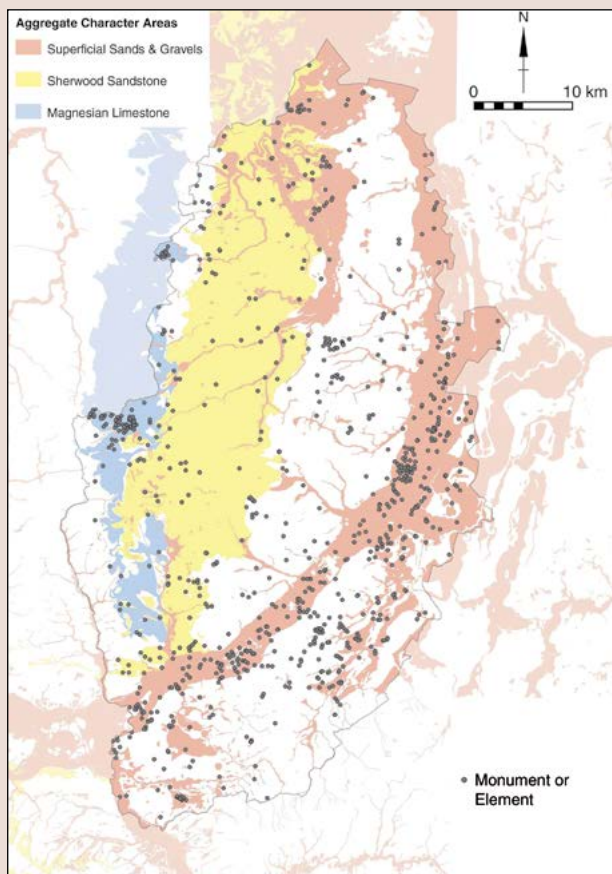 Aggregate Character Areas
Superficial Sands & Gravels
Sherwood Sandstone
Magnesian Limestone
N
0 10 km
Monument or
Element